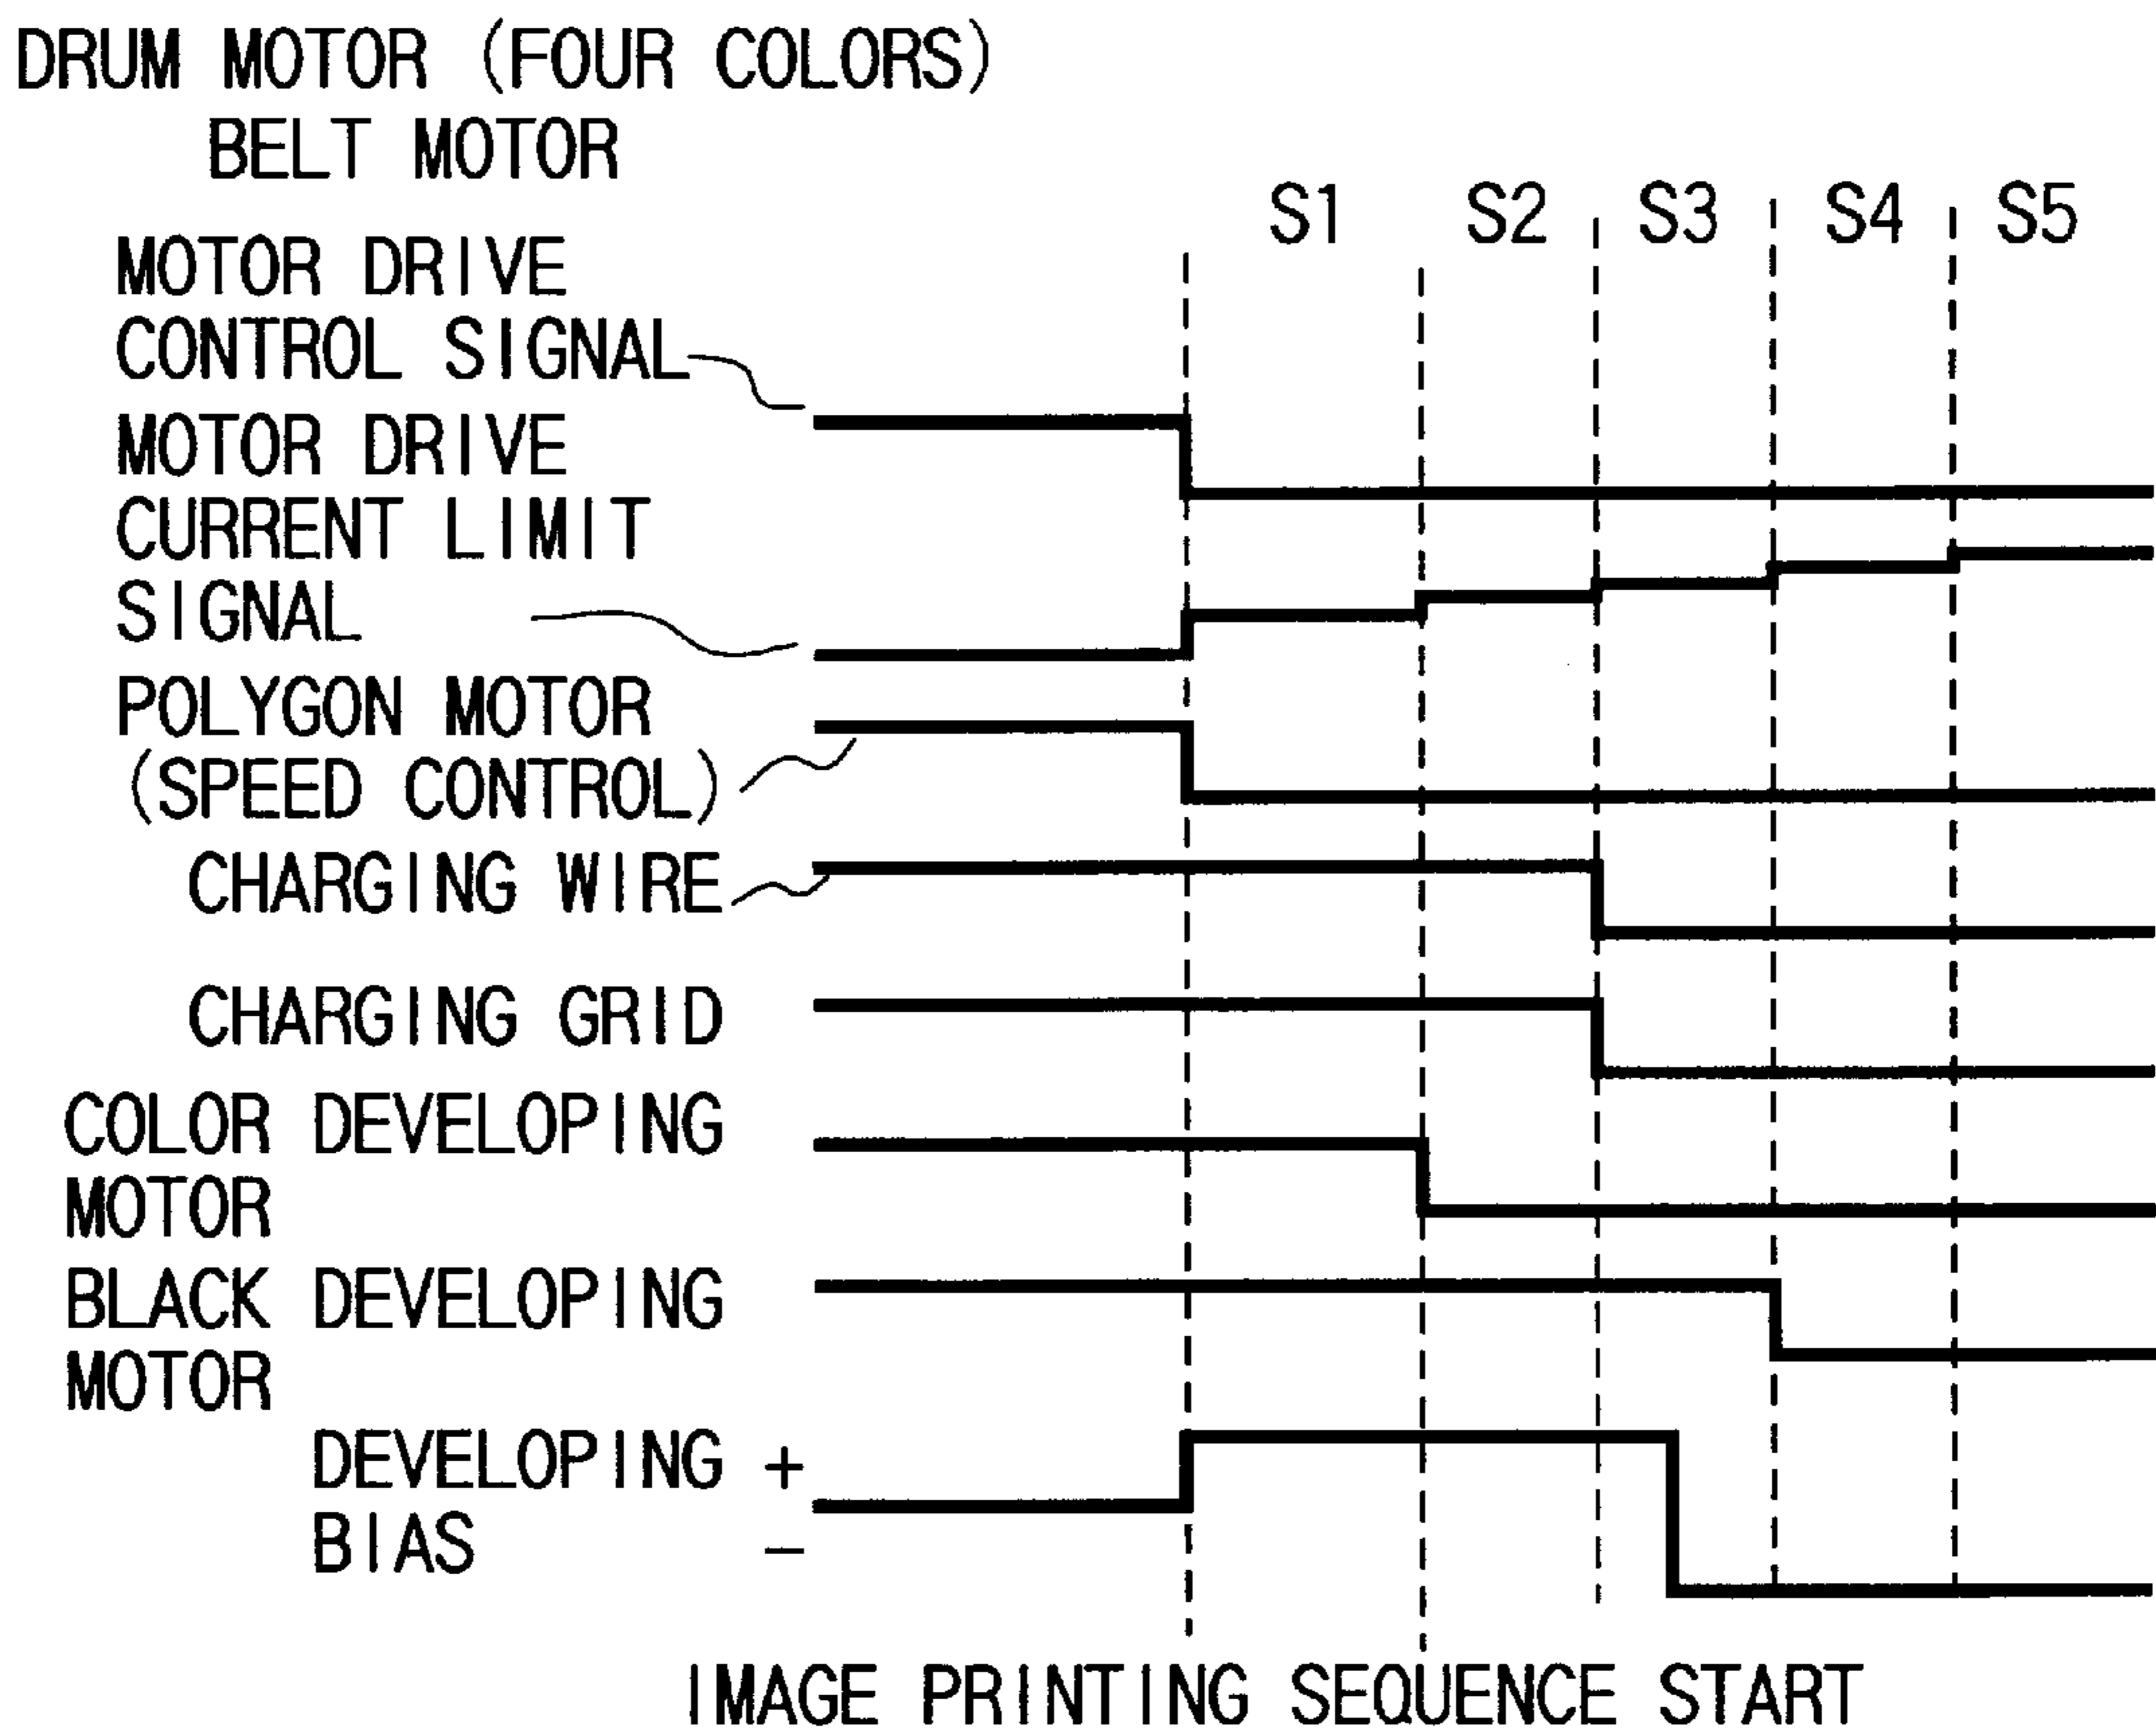 DRUM MOTOR (FOUR COLORS)
BELT MOTOR
S1 S2 S3 S4 S5
MOTOR DRIVE
CONTROL SIGNAL
MOTOR DRIVE
CURRENT LIMIT
SIGNAL
POLYGON MOTOR
(SPEED CONTROL)
CHARGING WIRE
CHARGING GRID
COLOR DEVELOPING
MOTOR
BLACK DEVELOPING
MOTOR
DEVELOPING +
BIAS −
IMAGE PRINTING SEQUENCE START